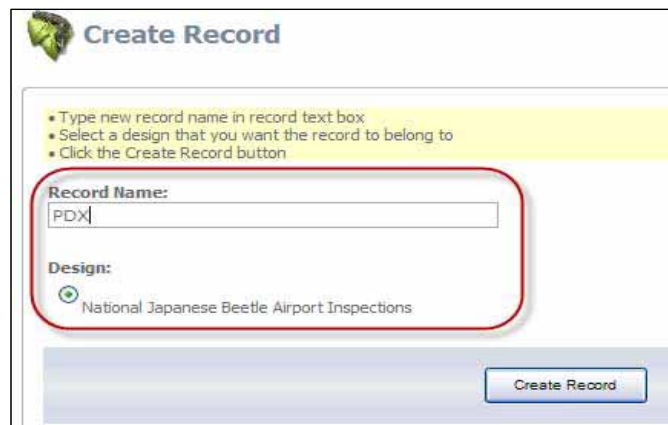 Create Record
• Type new record name in record text box
• Select a design that you want the record to belong to
• Click the Create Record button
Record Name:
PDX
Design:
National Japanese Beetle Airport Inspections
Create Record